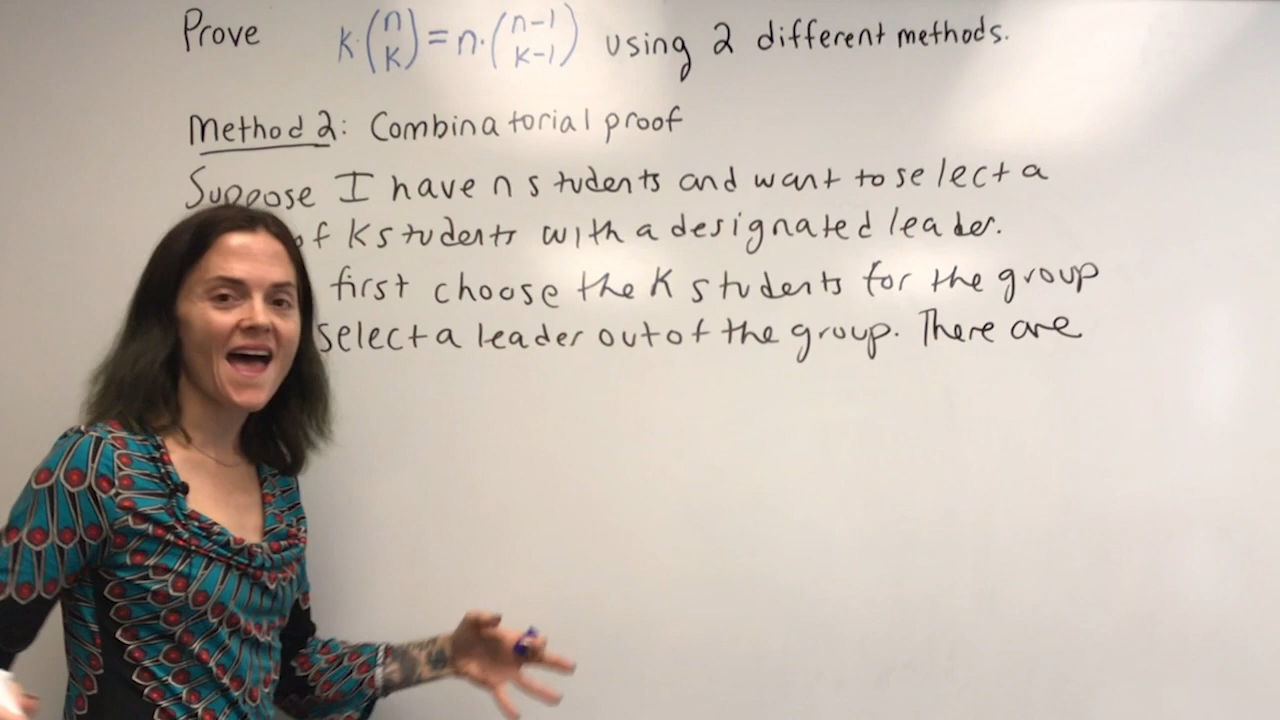 Prove k·(n k) = n·(n-1 k-1) using 2 different methods.
Method 2: Combinatorial proof
Suppose I have n students and want to select a
of k students with a designated leader.
first choose the k students for the group
select a leader out of the group. There are